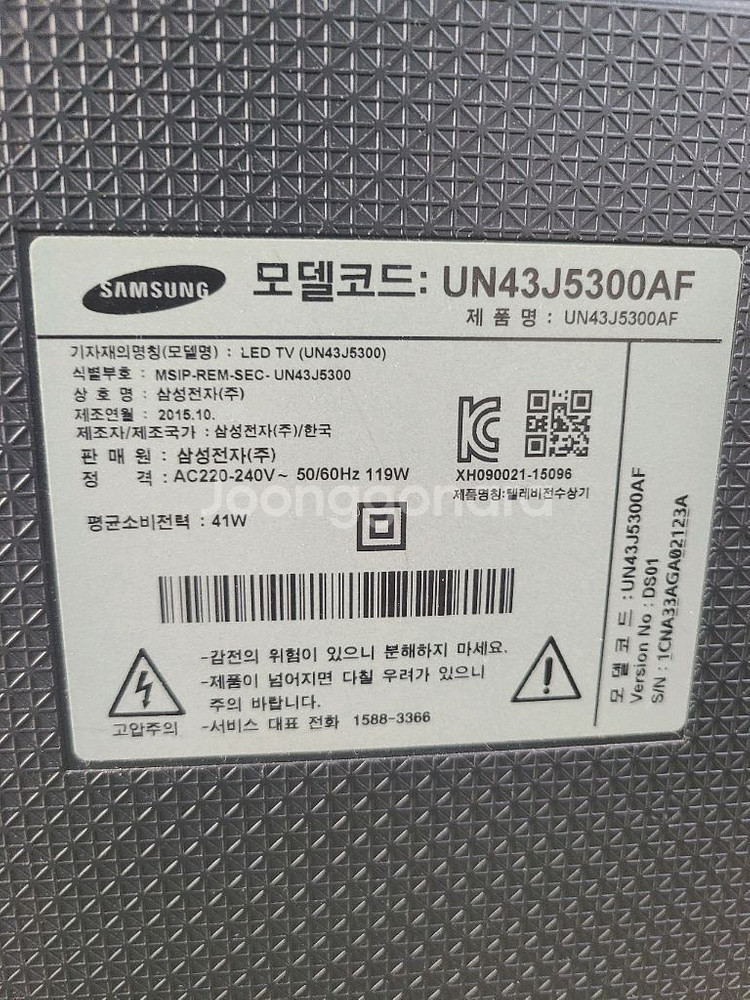 SAMSUNG 모델코드: UN43J5300AF
제 품 명 : UN43J5300AF
기자재의명칭(모델명) : LED TV (UN43J5300)
식별부호 : MSIP-REM-SEC- UN43J5300
상 호 명 : 삼성전자(주)
제조연월 : 2015.10.
제조자/제조국가 : 삼성전자(주)/한국
판 매 원 : 삼성전자(주)
정 격 : AC220-240V~ 50/60Hz 119W
평균소비전력 : 41W
XH090021-15096
제품명칭:텔레비전수상기
Joonggonara
-감전의 위험이 있으니 분해하지 마세요.
-제품이 넘어지면 다칠 우려가 있으니
주의 바랍니다.
-서비스 대표 전화 1588-3366
고압주의
모 델 코 드 : UN43J5300AF
Version No : DS01
S/N : 1CNA33AGA02123A